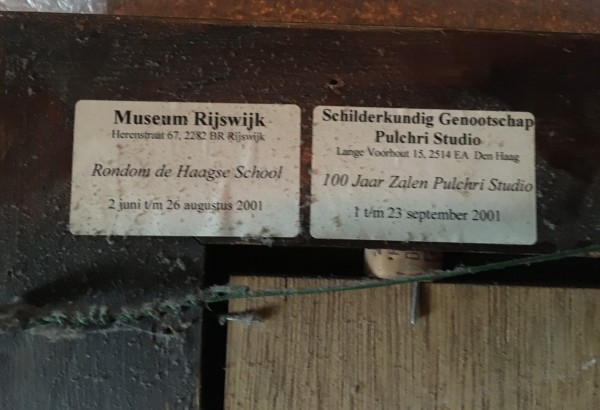 Museum Rijswijk
Herenstraat 67, 2282 BR Rijswijk
Rondom de Haagse School
2 juni t/m 26 augustus 2001
Schilderkundig Genootschap
Pulchri Studio
Lange Voorhout 15, 2514 EA Den Haag
100 Jaar Zalen Pulchri Studio
1 t/m 23 september 2001